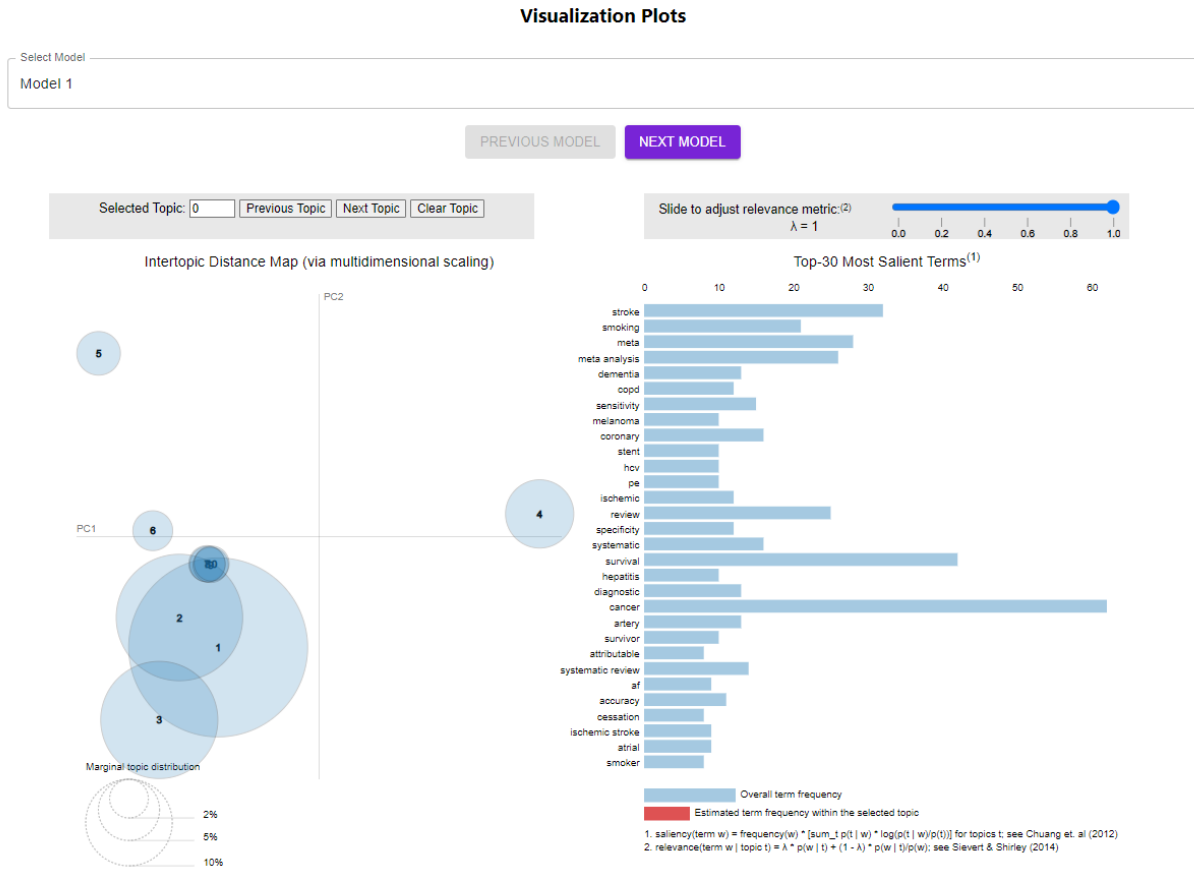 Visualization Plots
Select Model
Model 1
PREVIOUS MODEL NEXT MODEL
Selected Topic: 0 Previous Topic Next Topic Clear Topic
Slide to adjust relevance metric:(2)
λ = 1
0.0 0.2 0.4 0.6 0.8 1.0
Intertopic Distance Map (via multidimensional scaling)
PC2
PC1
5
4
6
2
1
3
Marginal topic distribution
2%
5%
10%
Top-30 Most Salient Terms(1)
0 10 20 30 40 50 60
stroke
smoking
meta
meta analysis
dementia
copd
sensitivity
melanoma
coronary
stent
hcv
pe
ischemic
review
specificity
systematic
survival
hepatitis
diagnostic
cancer
artery
survivor
attributable
systematic review
af
accuracy
cessation
ischemic stroke
atrial
smoker
Overall term frequency
Estimated term frequency within the selected topic
1. saliency(term w) = frequency(w) * [sum_t p(t | w) * log(p(t | w)/p(t))] for topics t; see Chuang et. al (2012)
2. relevance(term w | topic t) = λ * p(w | t) + (1 - λ) * p(w | t)/p(w); see Sievert & Shirley (2014)